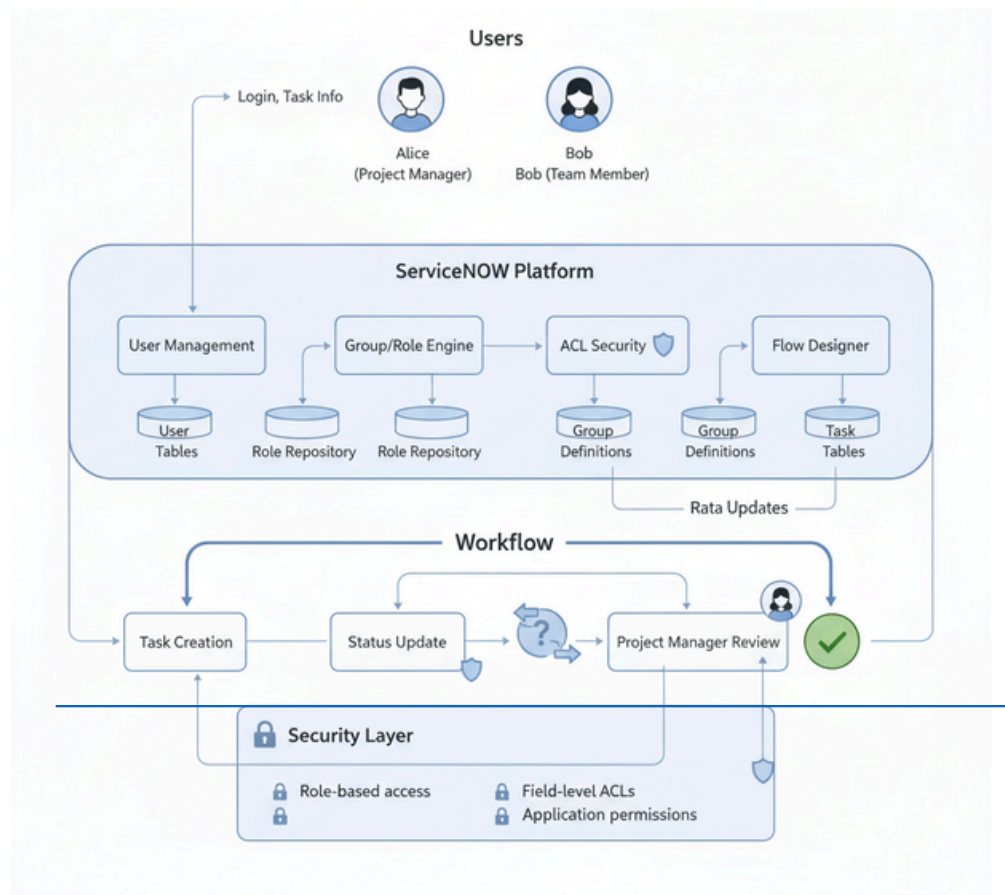 Users
Login, Task Info
Alice
(Project Manager)
Bob
Bob (Team Member)
ServiceNOW Platform
User Management
Group/Role Engine
ACL Security
Flow Designer
User
Tables
Role Repository
Role Repository
Group
Definitions
Group
Definitions
Task
Tables
Rata Updates
Workflow
Task Creation
Status Update
?
Project Manager Review
Security Layer
Role-based access
Field-level ACLs
Application permissions